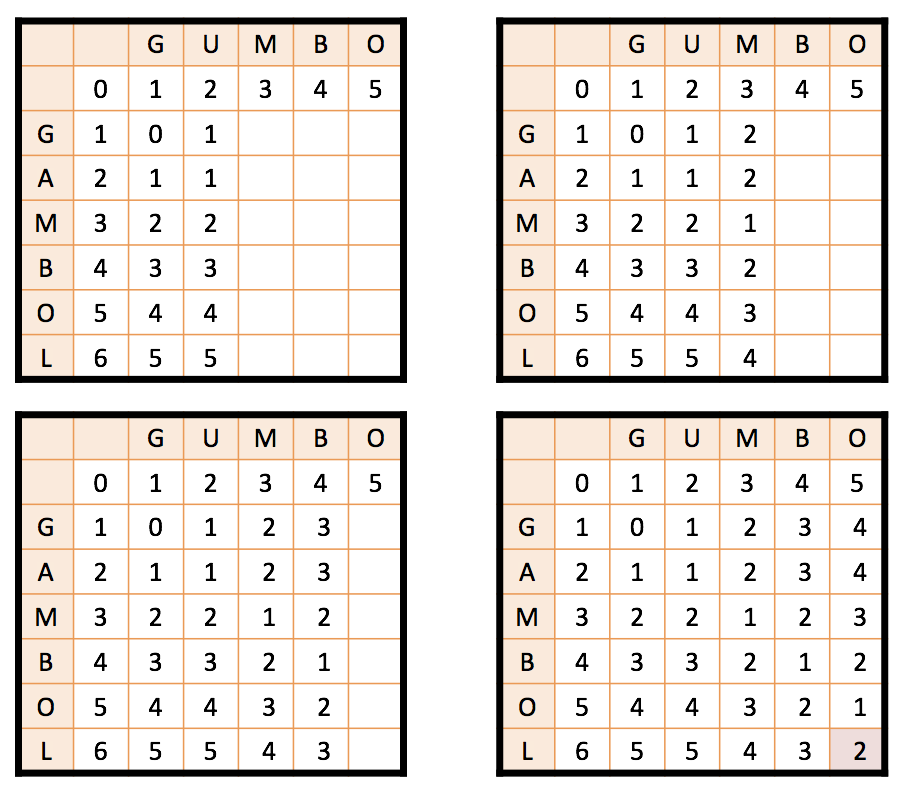 G U M B O
0 1 2 3 4 5
G 1 0 1
A 2 1 1
M 3 2 2
B 4 3 3
O 5 4 4
L 6 5 5
G U M B O
0 1 2 3 4 5
G 1 0 1 2
A 2 1 1 2
M 3 2 2 1
B 4 3 3 2
O 5 4 4 3
L 6 5 5 4
G U M B O
0 1 2 3 4 5
G 1 0 1 2 3
A 2 1 1 2 3
M 3 2 2 1 2
B 4 3 3 2 1
O 5 4 4 3 2
L 6 5 5 4 3
G U M B O
0 1 2 3 4 5
G 1 0 1 2 3 4
A 2 1 1 2 3 4
M 3 2 2 1 2 3
B 4 3 3 2 1 2
O 5 4 4 3 2 1
L 6 5 5 4 3 2